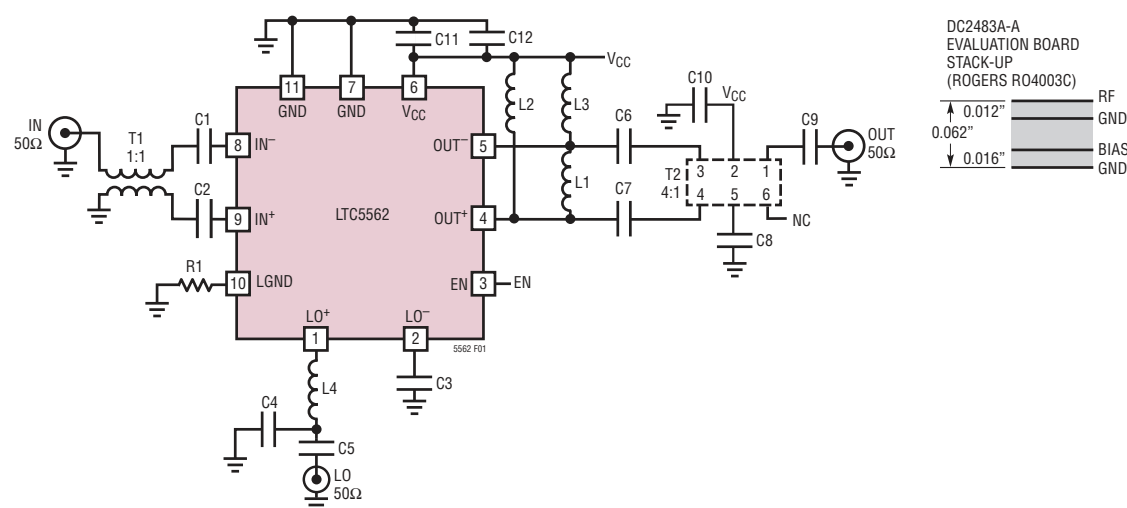 C11
C12
VCC
11
7
6
GND
GND
VCC
L2
L3
IN
50Ω
T1
1:1
C1
8
IN−
C2
9
IN+
LTC5562
OUT−
5
OUT+
4
L1
C6
C7
C10
VCC
T2
4:1
3 2 1
4 5 6
C9
OUT
50Ω
NC
C8
R1
10
LGND
EN
3
EN
LO+
1
LO−
2
5562 F01
L4
C3
C4
C5
LO
50Ω
DC2483A-A
EVALUATION BOARD
STACK-UP
(ROGERS RO4003C)
RF
0.012”
GND
0.062”
BIAS
0.016”
GND